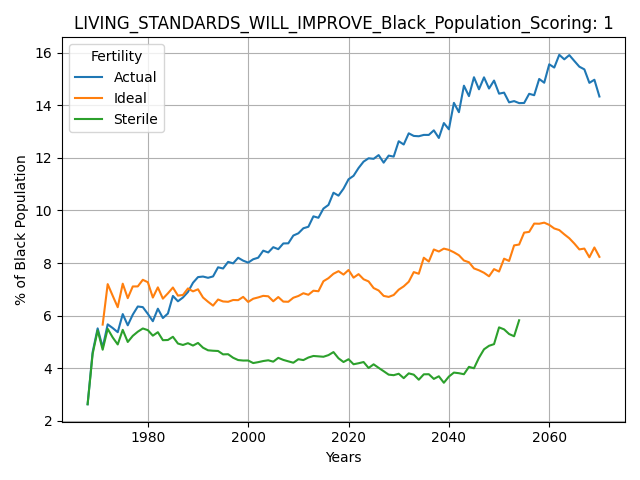 LIVING_STANDARDS_WILL_IMPROVE_Black_Population_Scoring: 1
Fertility
Actual
Ideal
Sterile
% of Black Population
16
14
12
10
8
6
4
2
1980 2000 2020 2040 2060
Years